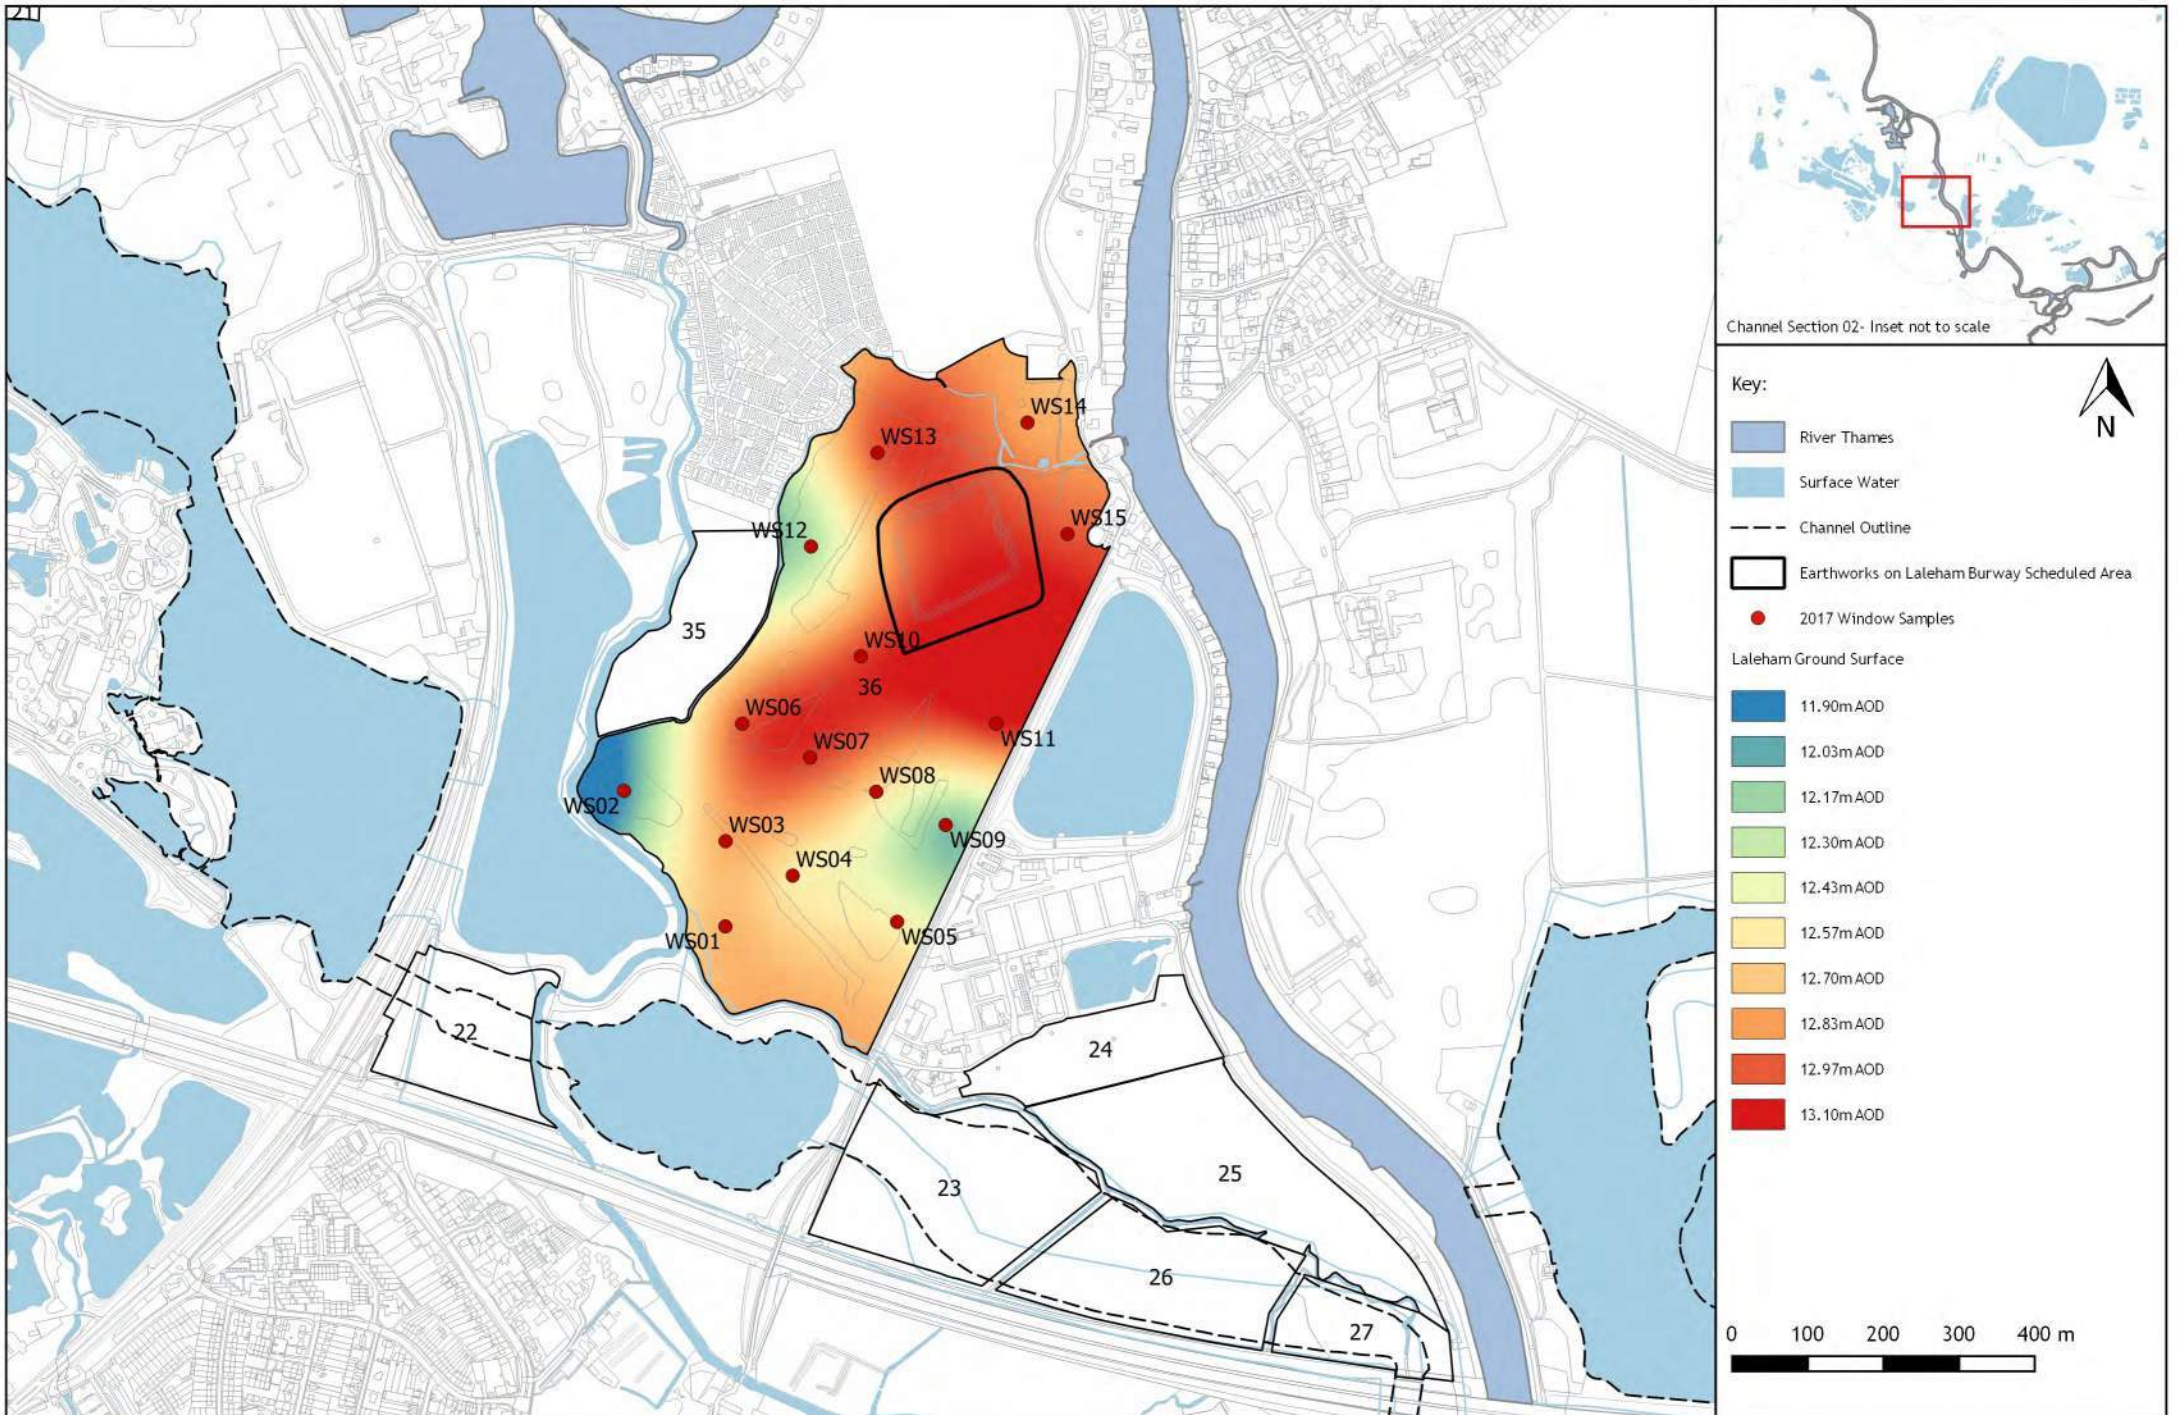 21
WS14
WS13
WS15
WS12
35
WS10
36
WS06
WS07
WS11
WS08
WS02
WS03
WS09
WS04
WS01
WS05
22
24
23
25
26
27
Channel Section 02- Inset not to scale
Key:
N
River Thames
Surface Water
Channel Outline
Earthworks on Laleham Burway Scheduled Area
2017 Window Samples
Laleham Ground Surface
11.90m AOD
12.03m AOD
12.17m AOD
12.30m AOD
12.43m AOD
12.57m AOD
12.70m AOD
12.83m AOD
12.97m AOD
13.10m AOD
0 100 200 300 400 m